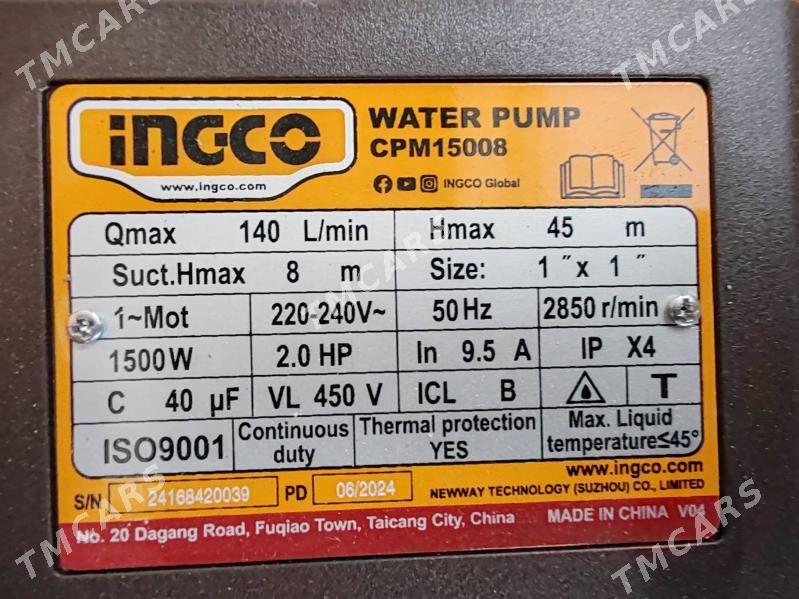 TMCARS
TMCARS
iNGCO
www.ingco.com
WATER PUMP
CPM15008
INGCO Global
Qmax 140 L/min Hmax 45 m
Suct.Hmax 8 m Size: 1 ″x 1 ″
1~Mot 220-240V~ 50Hz 2850 r/min
1500W 2.0 HP In 9.5 A IP X4
C 40 µF VL 450 V ICL B T
ISO9001 Continuous duty Thermal protection YES Max. Liquid temperature≤45°
www.ingco.com
S/N 24168420039 PD 06/2024 NEWWAY TECHNOLOGY (SUZHOU) CO., LIMITED
No. 20 Dagang Road, Fuqiao Town, Taicang City, China MADE IN CHINA V04
TMCARS
TMCARS
TMCARS